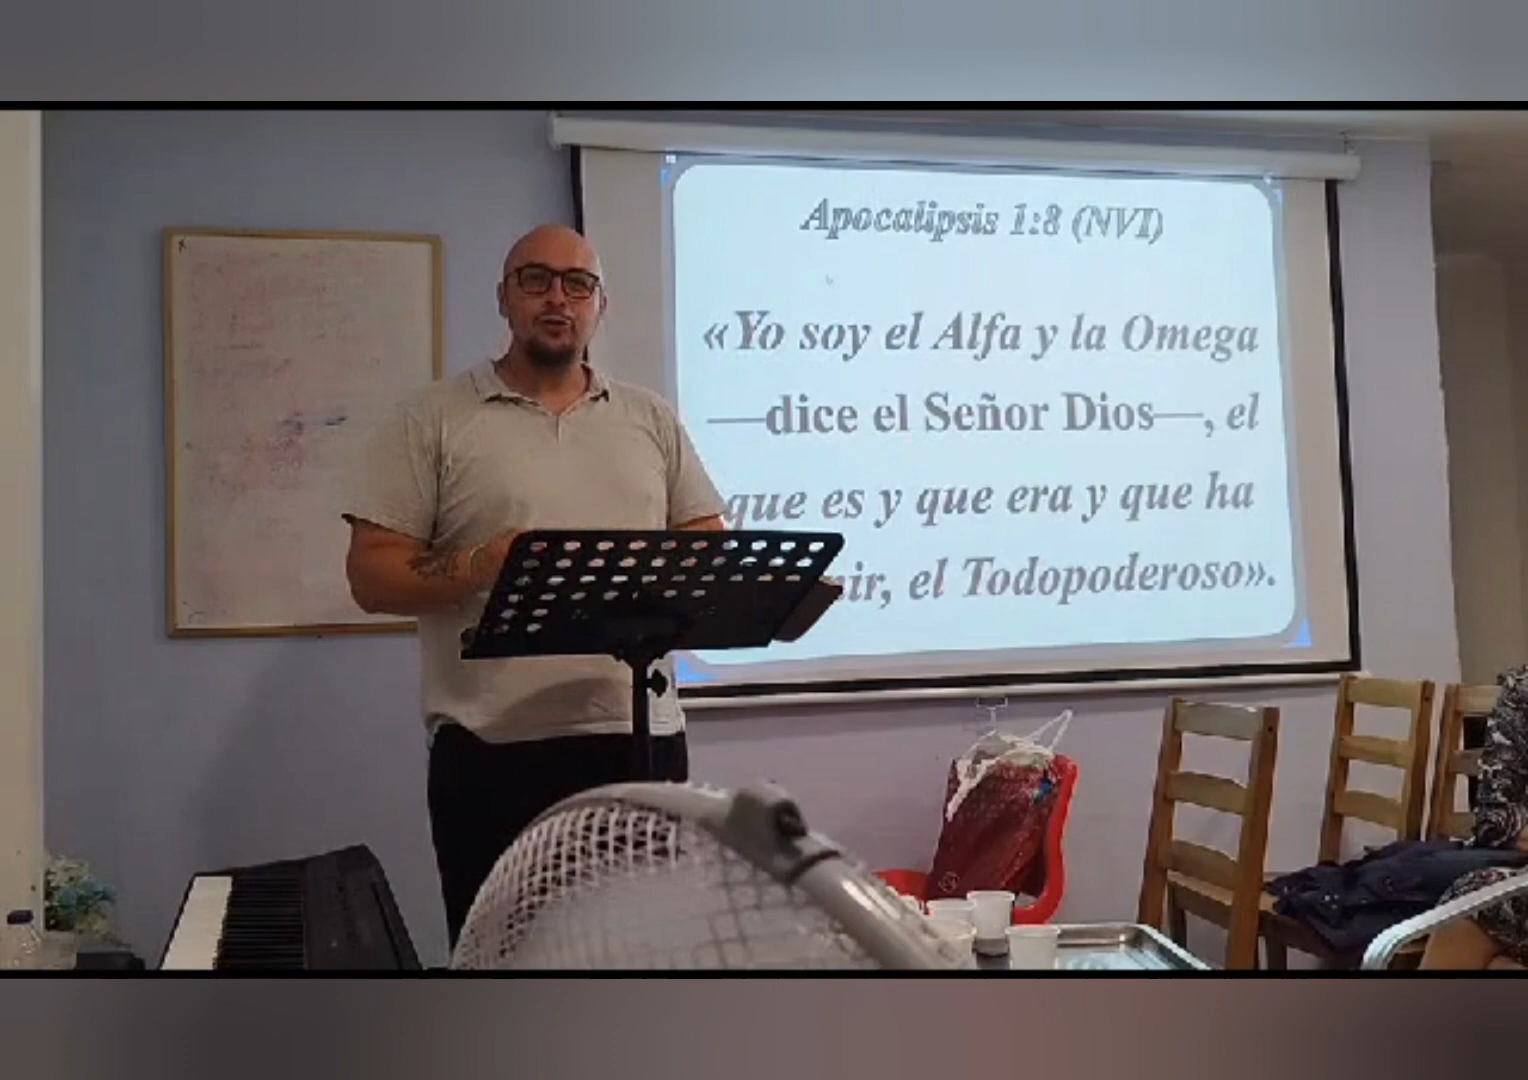 Apocalipsis 1:8 (NVI)
«Yo soy el Alfa y la Omega
—dice el Señor Dios—, el
que es y que era y que ha
nir, el Todopoderoso».